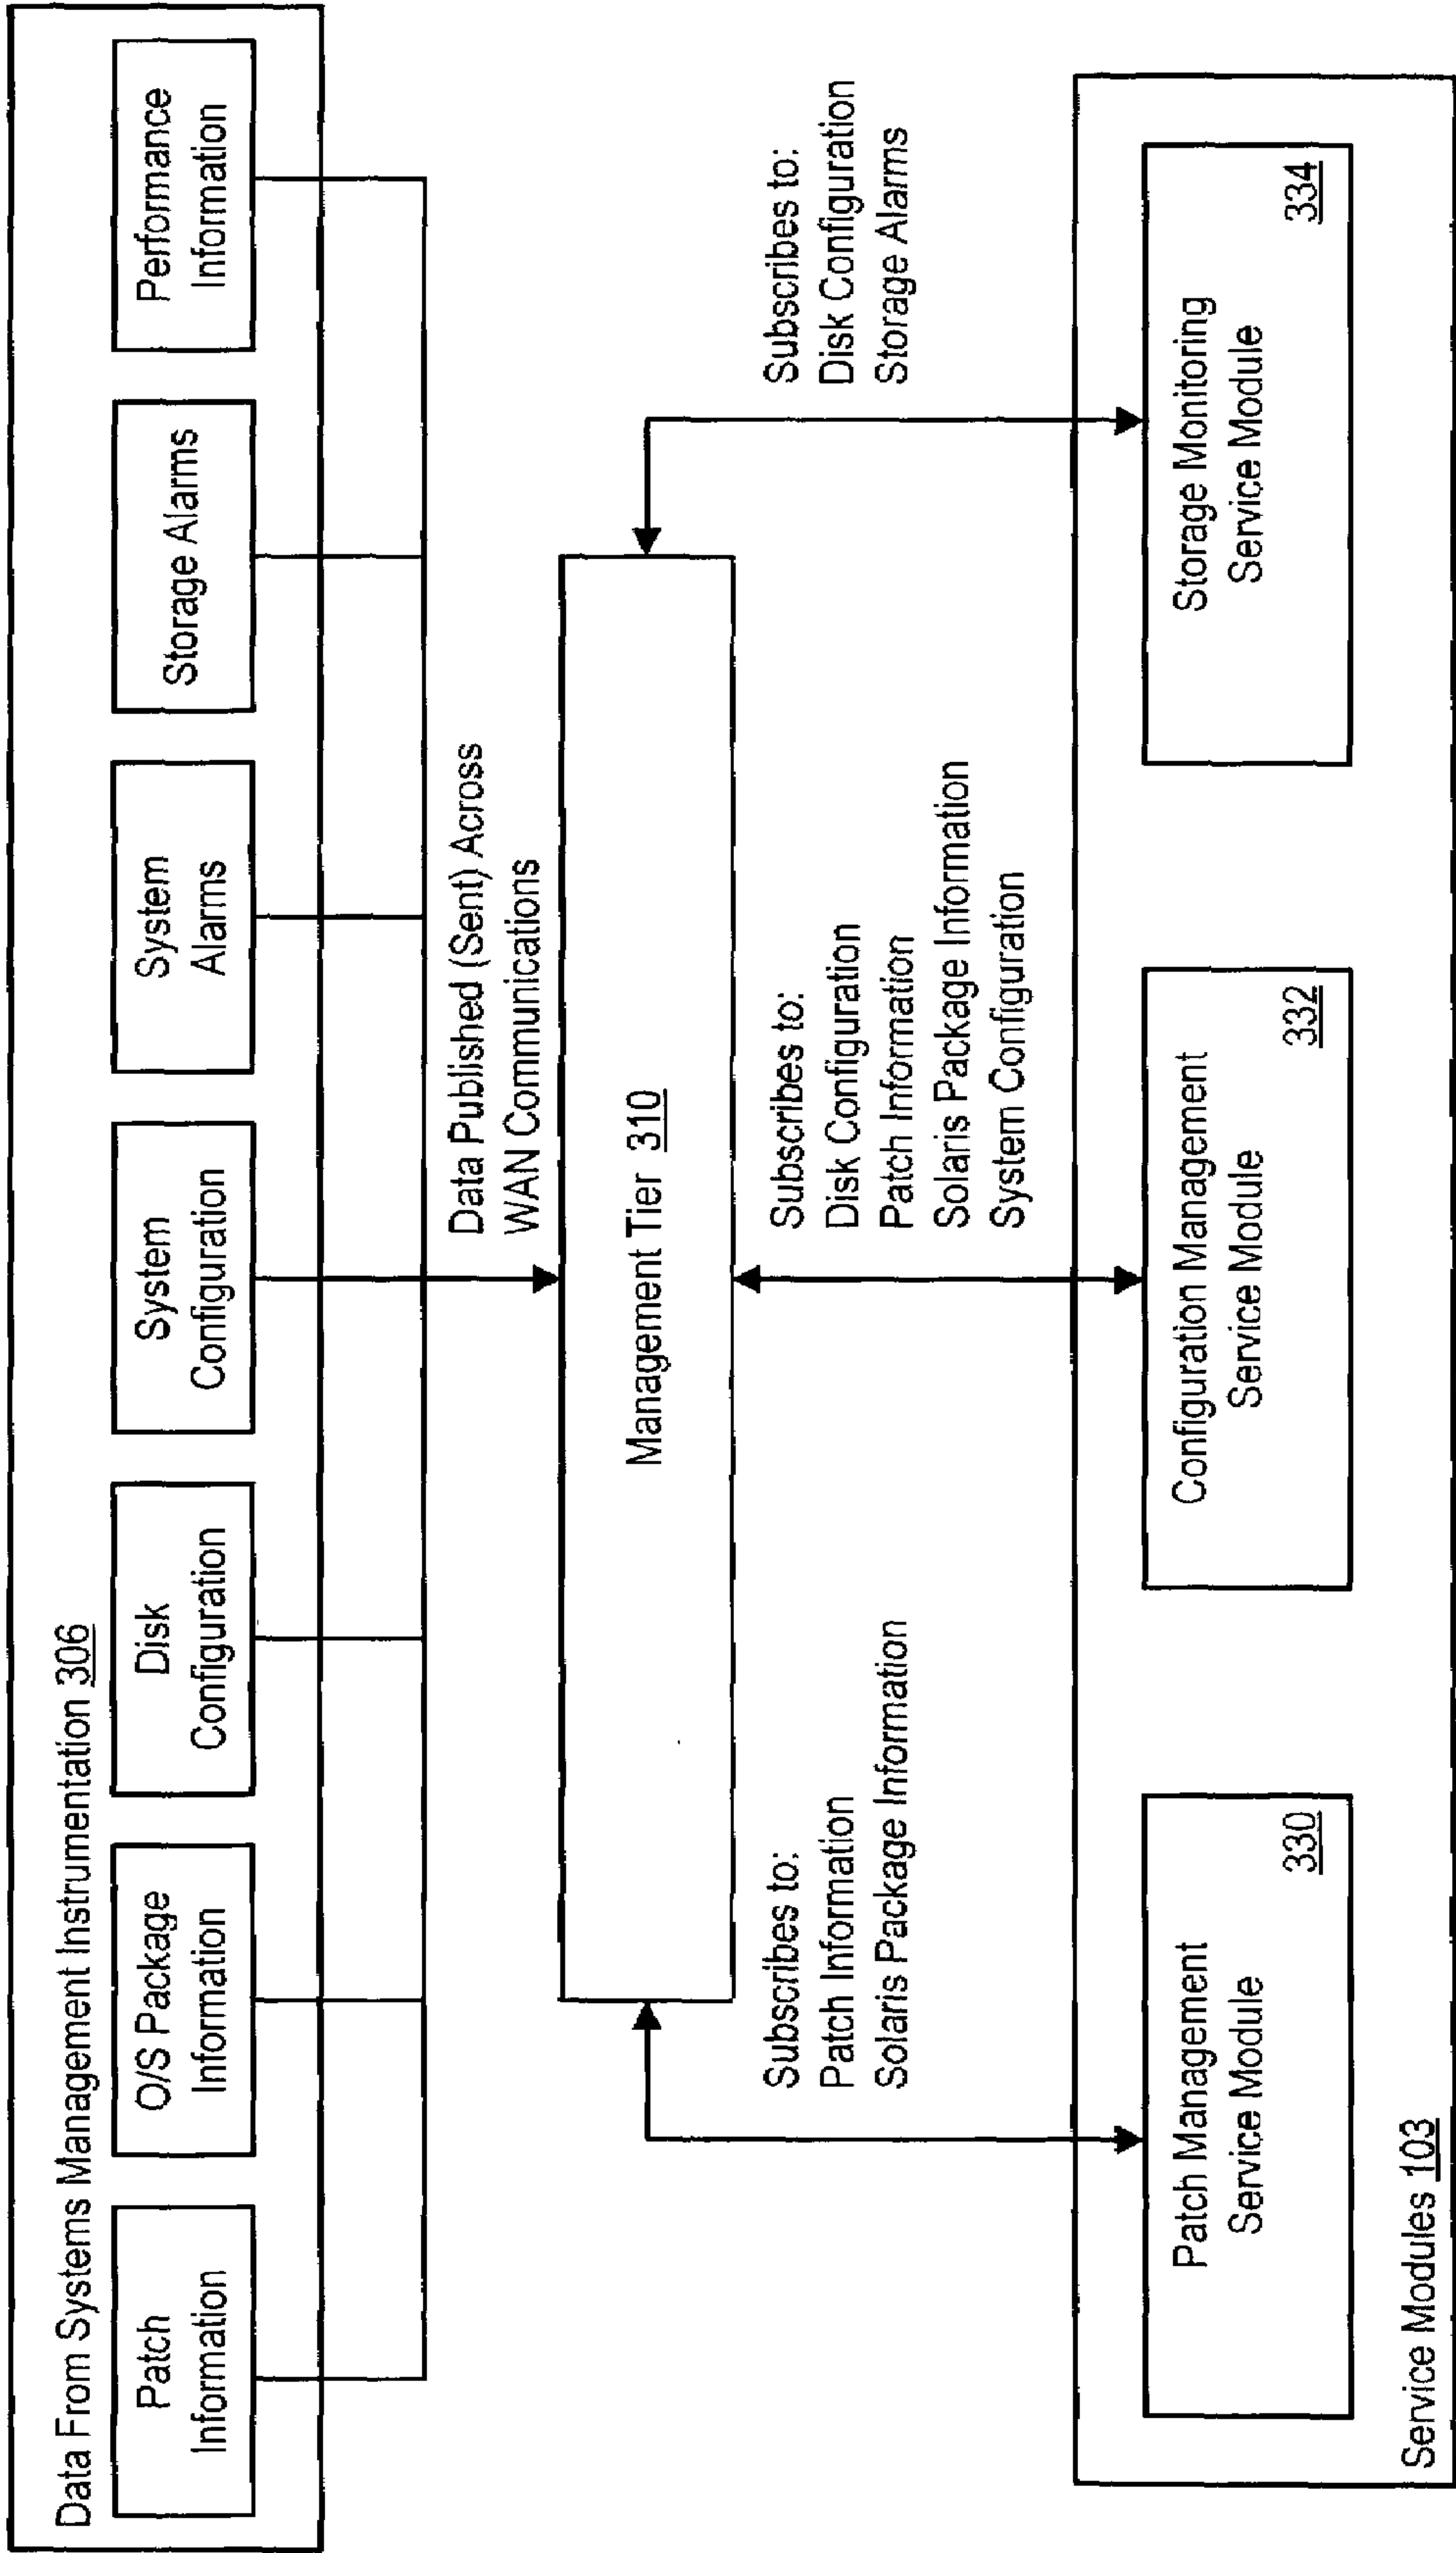 Data From Systems Management Instrumentation 306
Patch
Information
O/S Package
Information
Disk
Configuration
System
Configuration
System
Alarms
Storage Alarms
Performance
Information
Data Published (Sent) Across
WAN Communications
Management Tier 310
Subscribes to:
Patch Information
Solaris Package Information
Subscribes to:
Disk Configuration
Patch Information
Solaris Package Information
System Configuration
Subscribes to:
Disk Configuration
Storage Alarms
Patch Management
Service Module
330
Configuration Management
Service Module
332
Storage Monitoring
Service Module
334
Service Modules 103